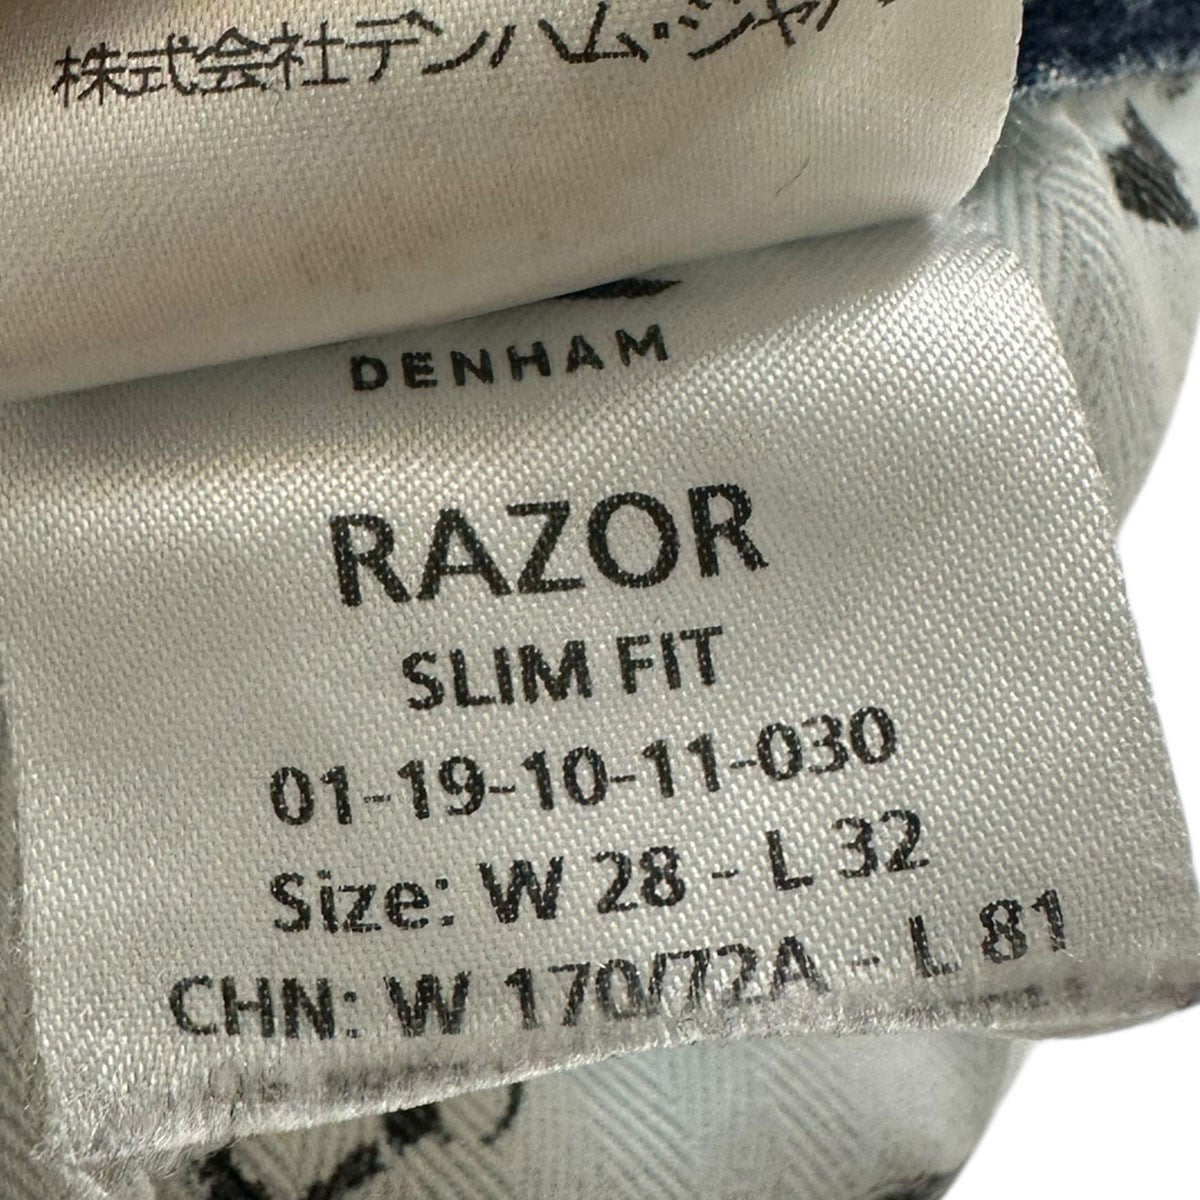 株式会社デンハム・ジャパ
DENHAM
RAZOR
SLIM FIT
01-19-10-11-030
Size: W 28 - L 32
CHN: W 170/72A - L 81